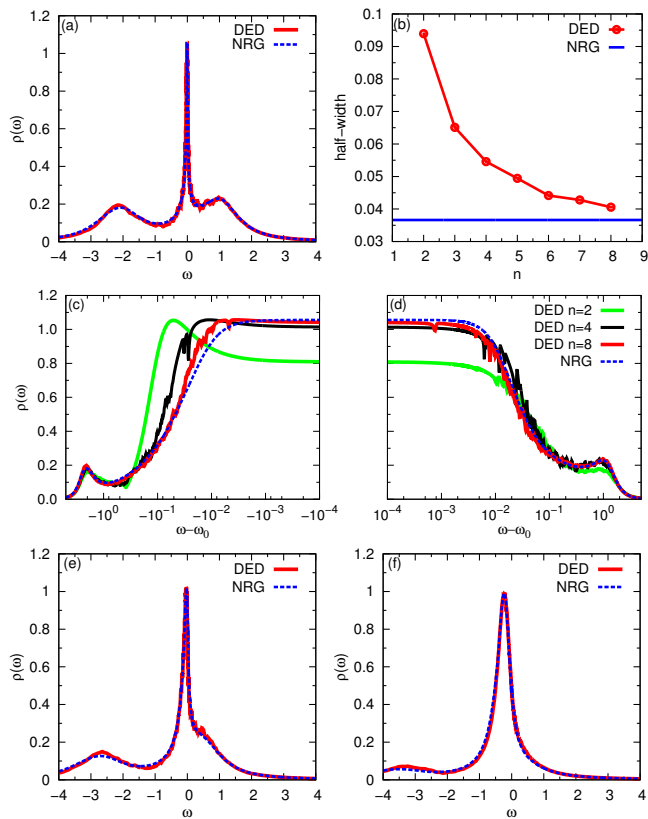 (a)
DED
NRG
1.2
1
0.8
0.6
0.4
0.2
0
ρ(ω)
−4 −3 −2 −1 0 1 2 3 4
ω
(b)
DED
NRG
0.1
0.09
0.08
0.07
0.06
0.05
0.04
0.03
half−width
1 2 3 4 5 6 7 8 9
n
(c)
1.2
1.0
0.8
0.6
0.4
0.2
0.0
ρ(ω)
−10⁰ −10⁻¹ −10⁻² −10⁻³ −10⁻⁴
ω−ω₀
(d)
DED n=2
DED n=4
DED n=8
NRG
10⁻⁴ 10⁻³ 10⁻² 10⁻¹ 10⁰
ω−ω₀
(e)
DED
NRG
1.2
1
0.8
0.6
0.4
0.2
0
ρ(ω)
−4 −3 −2 −1 0 1 2 3 4
ω
(f)
DED
NRG
1.2
1
0.8
0.6
0.4
0.2
0
ρ(ω)
−4 −3 −2 −1 0 1 2 3 4
ω